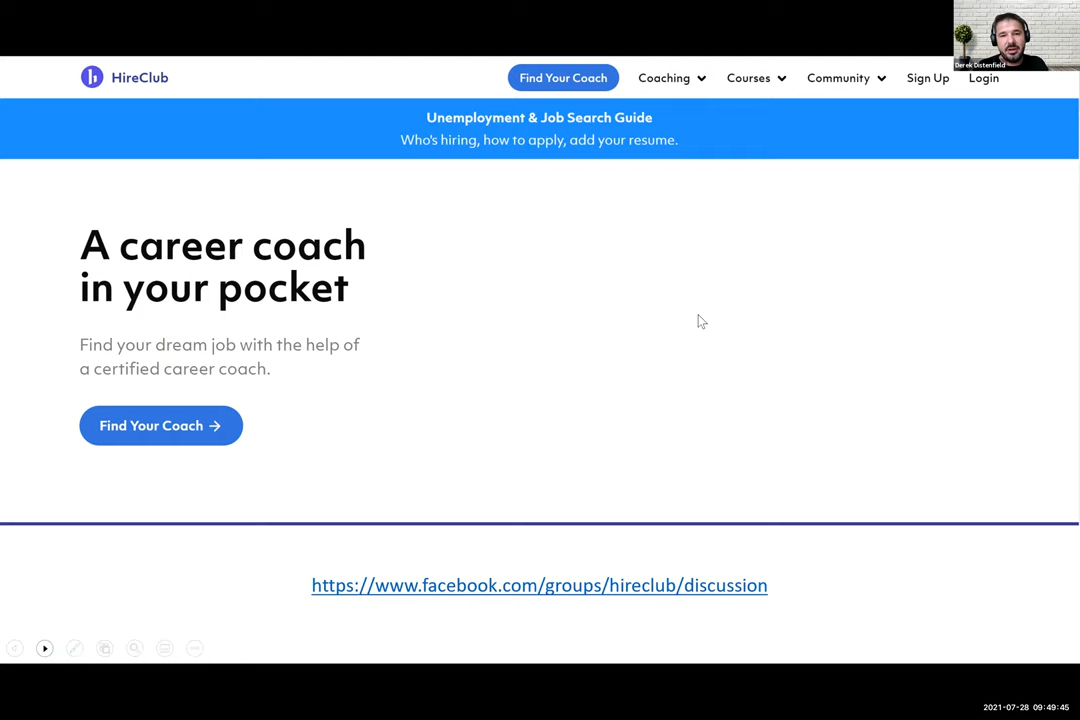 Derek Distenfield
HireClub
Find Your Coach
Coaching
Courses
Community
Sign Up
Login
Unemployment & Job Search Guide
Who's hiring, how to apply, add your resume.
A career coach
in your pocket
Find your dream job with the help of
a certified career coach.
Find Your Coach →
https://www.facebook.com/groups/hireclub/discussion
2021-07-28 09:49:45